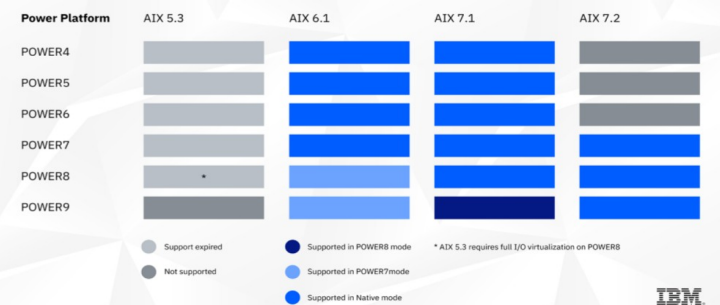 Power Platform AIX 5.3 AIX 6.1 AIX 7.1 AIX 7.2
POWER4
POWER5
POWER6
POWER7
POWER8 *
POWER9
Support expired Supported in POWER8 mode * AIX 5.3 requires full I/O virtualization on POWER8
Not supported Supported in POWER7mode
Supported in Native mode
IBM